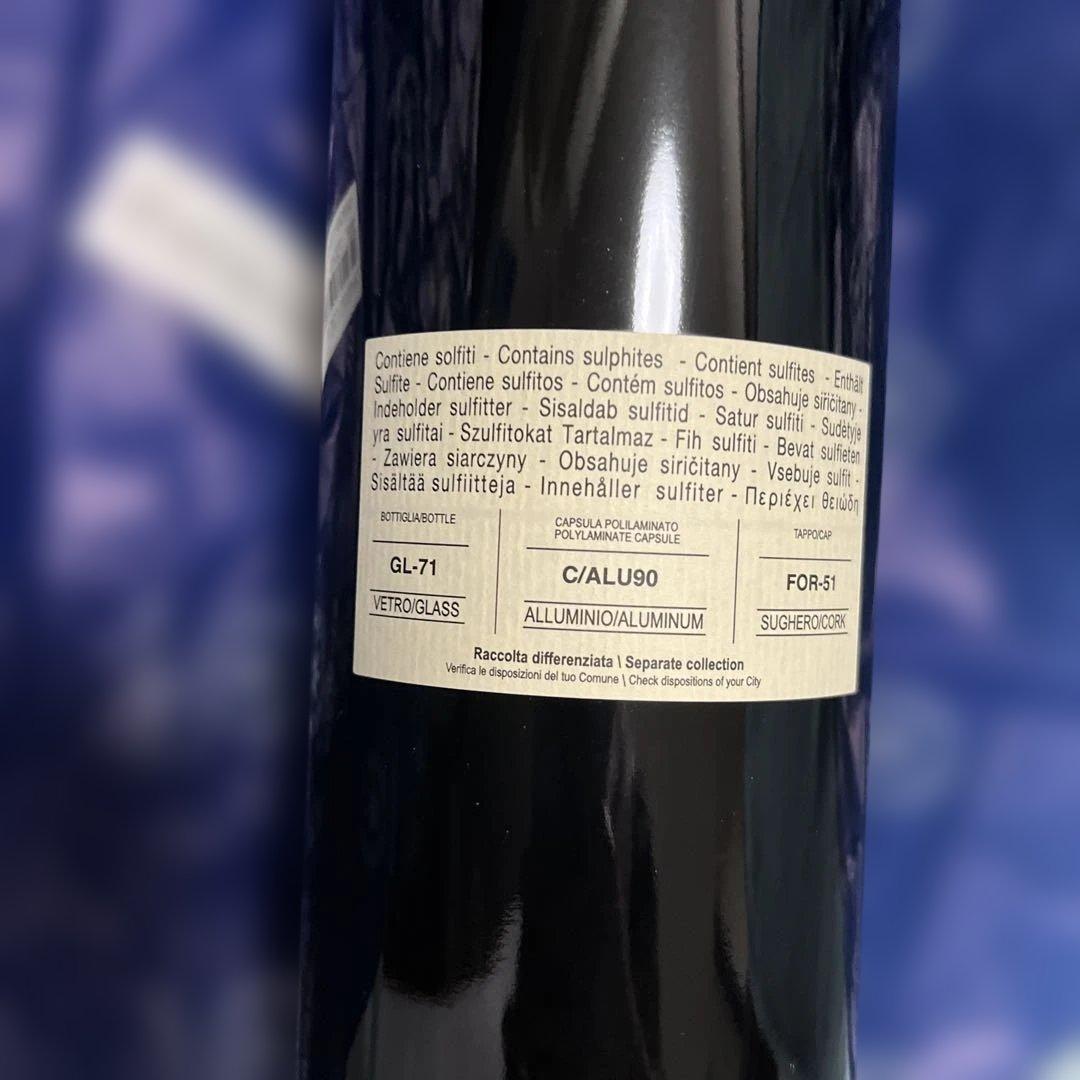 Contiene solfiti - Contains sulphites - Contient sulfites - Enthält
Sulfite - Contiene sulfitos - Contém sulfitos - Obsahuje siřičitany -
Indeholder sulfitter - Sisaldab sulfitid - Satur sulfiti - Sudėtyje
yra sulfitai - Szulfitokat Tartalmaz - Fih sulfiti - Bevat sulfieten
- Zawiera siarczyny - Obsahuje siričitany - Vsebuje sulfit -
Sisältää sulfiitteja - Innehåller sulfiter - Περιέχει θειώδη
BOTTIGLIA/BOTTLE
GL-71
VETRO/GLASS
CAPSULA POLILAMINATO
POLYLAMINATE CAPSULE
C/ALU90
ALLUMINIO/ALUMINUM
TAPPO/CAP
FOR-51
SUGHERO/CORK
Raccolta differenziata \ Separate collection
Verifica le disposizioni del tuo Comune \ Check dispositions of your City